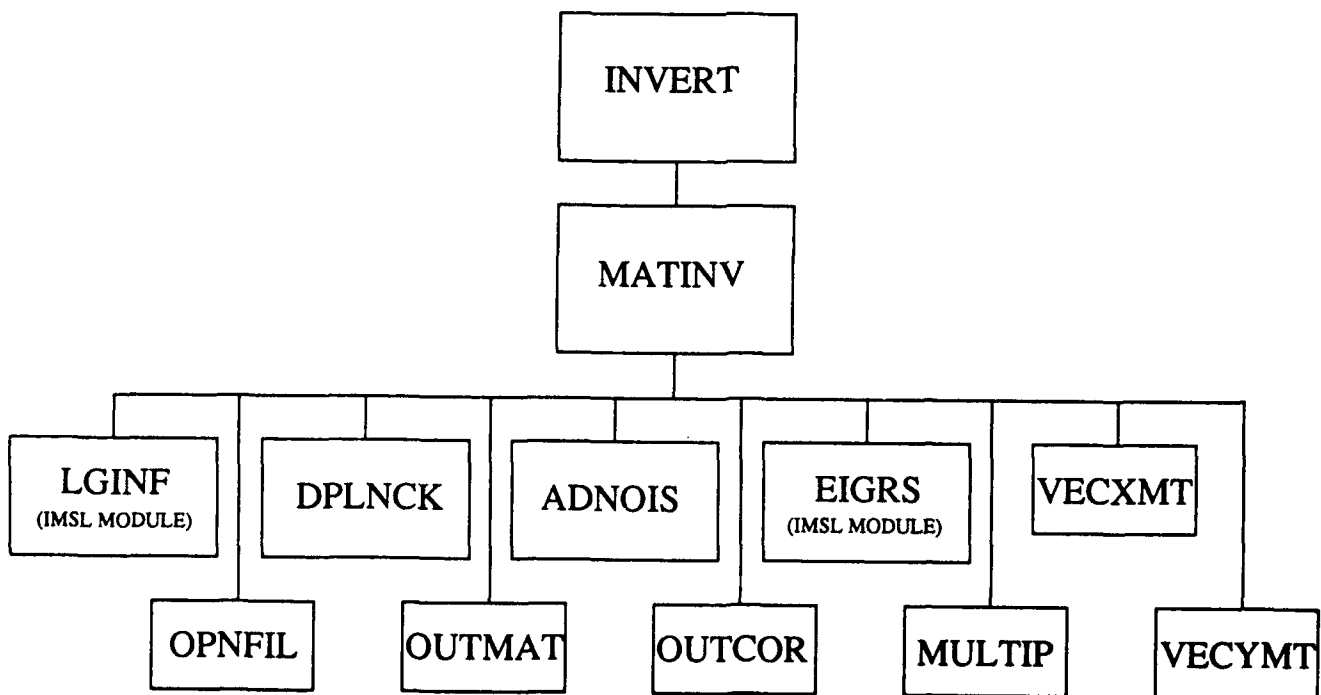 INVERT
MATINV
LGINF
(IMSL MODULE)
DPLNCK
ADNOIS
EIGRS
(IMSL MODULE)
VECXMT
OPNFIL
OUTMAT
OUTCOR
MULTIP
VECYMT